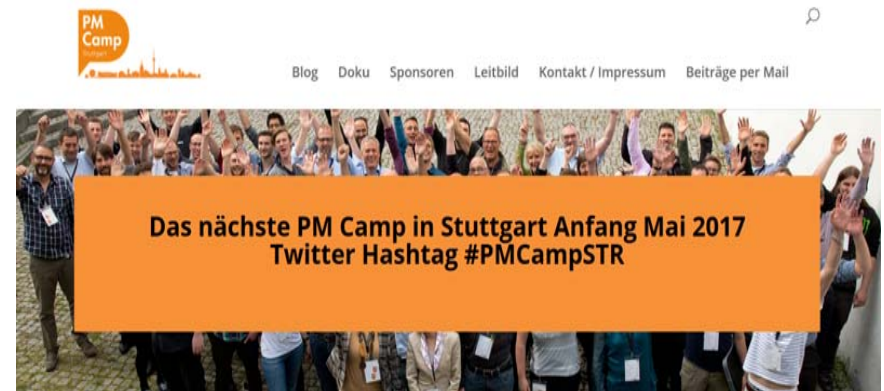 PM
Camp
Stuttgart
Blog Doku Sponsoren Leitbild Kontakt / Impressum Beiträge per Mail
Das nächste PM Camp in Stuttgart Anfang Mai 2017
Twitter Hashtag #PMCampSTR